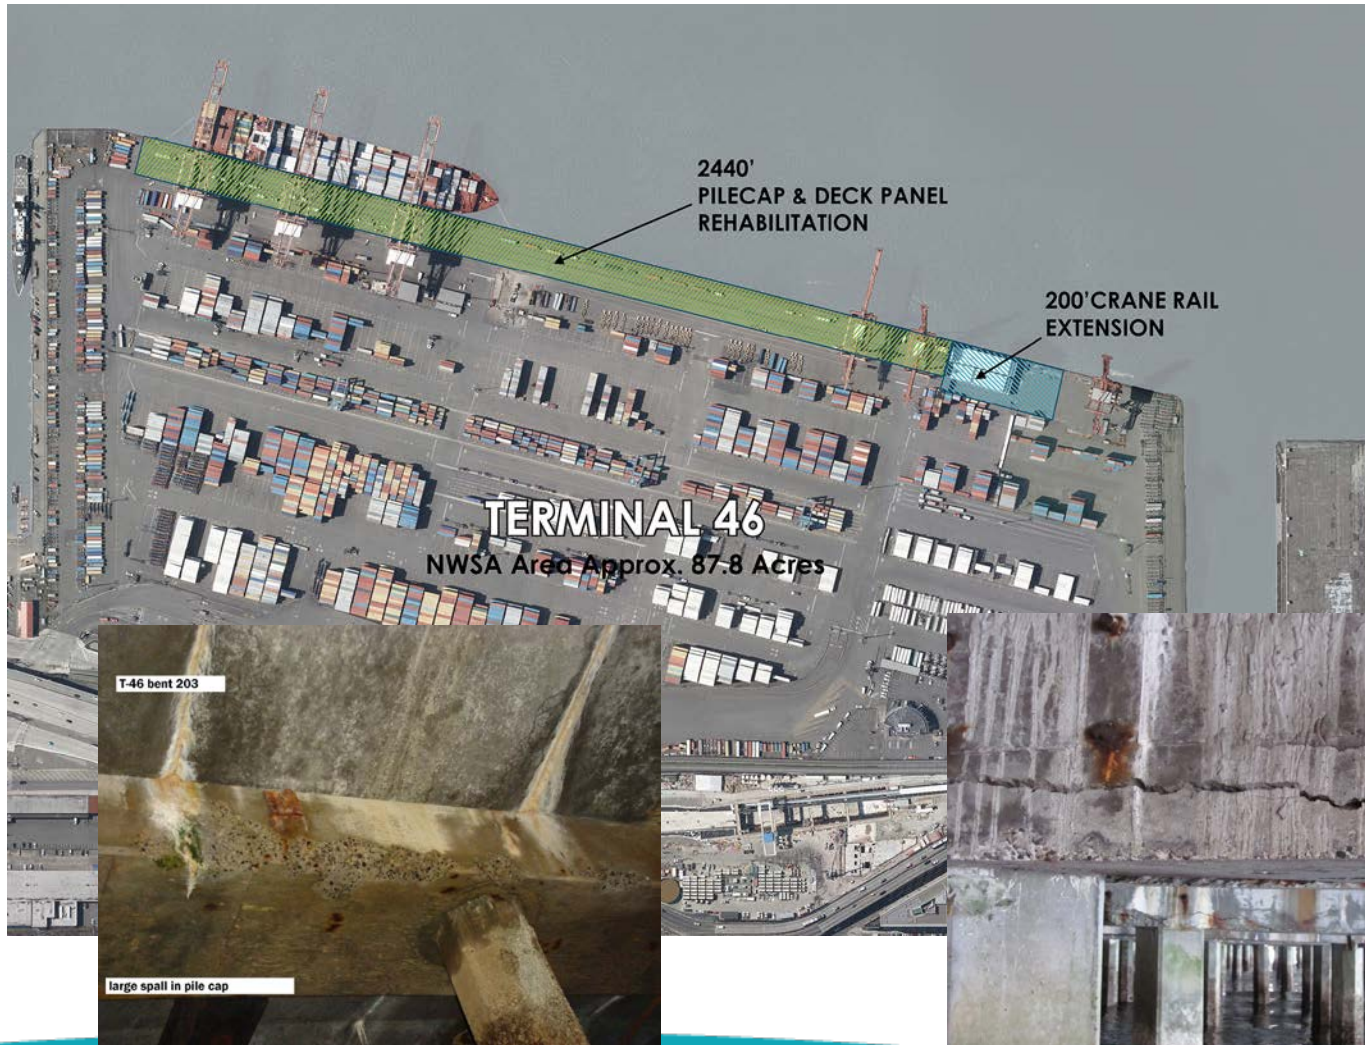 2440'
PILECAP & DECK PANEL
REHABILITATION
200'CRANE RAIL
EXTENSION
TERMINAL 46
NWSA Area Approx. 87.8 Acres
T-46 bent 203
large spall in pile cap